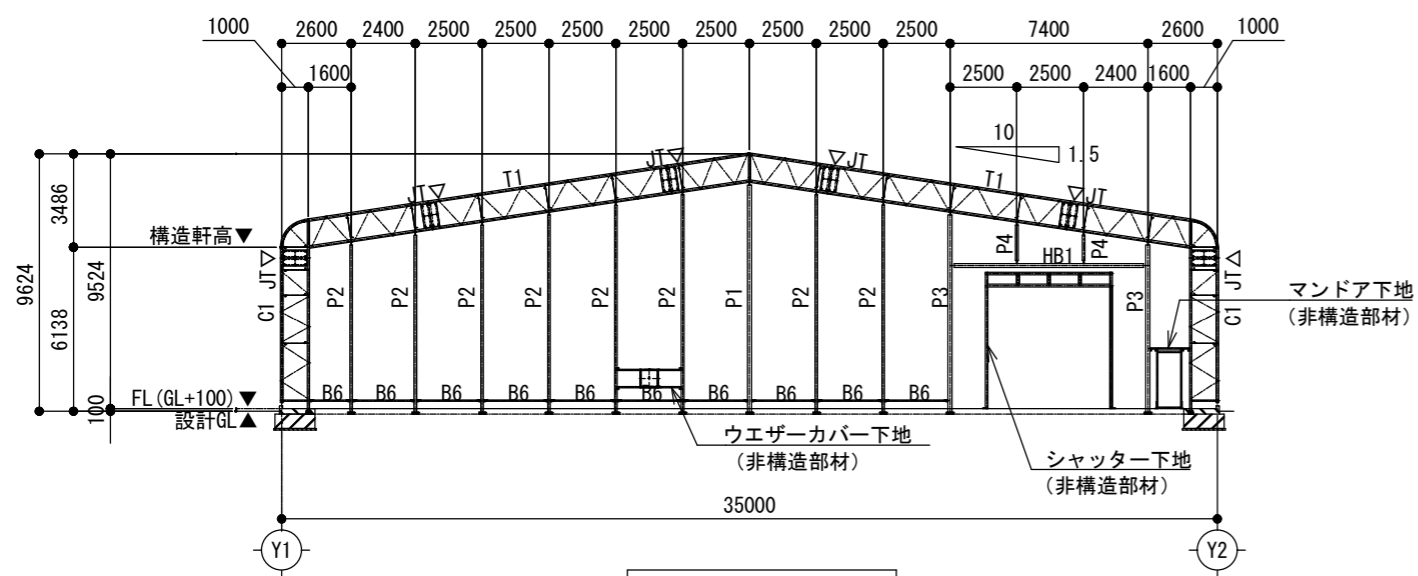 2600 2400 2500 2500 2500 2500 2500 2500 2500 2500 7400 2600
1000 1000
1600 2500 2500 2400 1600
10
1.5
JT▽ T1 JT▽ ▽JT T1 ▽JT
3486
構造軒高▼
9624
9524
6138
100
JT▽
C1
P2 P2 P2 P2 P2 P2 P1 P2 P2 P3 P4 P4 P3
HB1
JT△
C1
マンドア下地
(非構造部材)
FL(GL+100)▼
設計GL▲
B6 B6 B6 B6 B6 B6 B6 B6 B6 B6
ウエザーカバー下地
(非構造部材)
シャッター下地
(非構造部材)
35000
Y1 Y2